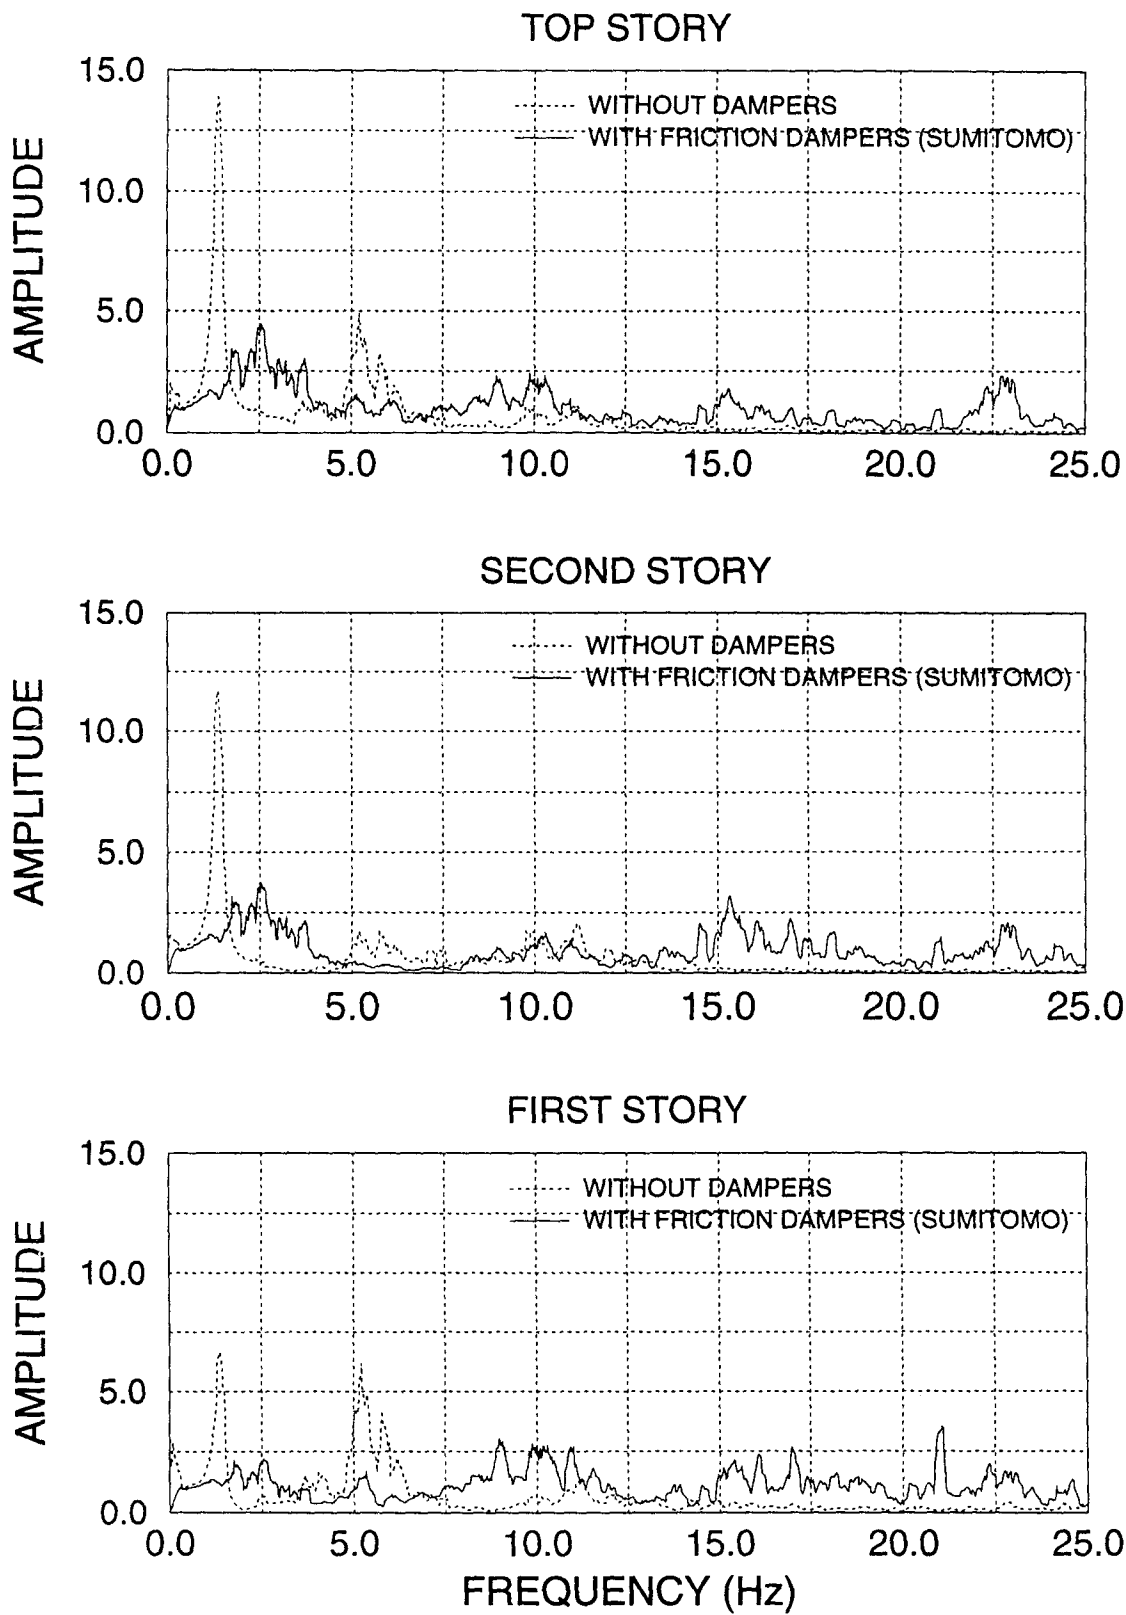 TOP STORY
15.0
WITHOUT DAMPERS
WITH FRICTION DAMPERS (SUMITOMO)
AMPLITUDE
10.0
5.0
0.0
0.0 5.0 10.0 15.0 20.0 25.0
SECOND STORY
15.0
WITHOUT DAMPERS
WITH FRICTION DAMPERS (SUMITOMO)
AMPLITUDE
10.0
5.0
0.0
0.0 5.0 10.0 15.0 20.0 25.0
FIRST STORY
15.0
WITHOUT DAMPERS
WITH FRICTION DAMPERS (SUMITOMO)
AMPLITUDE
10.0
5.0
0.0
0.0 5.0 10.0 15.0 20.0 25.0
FREQUENCY (Hz)